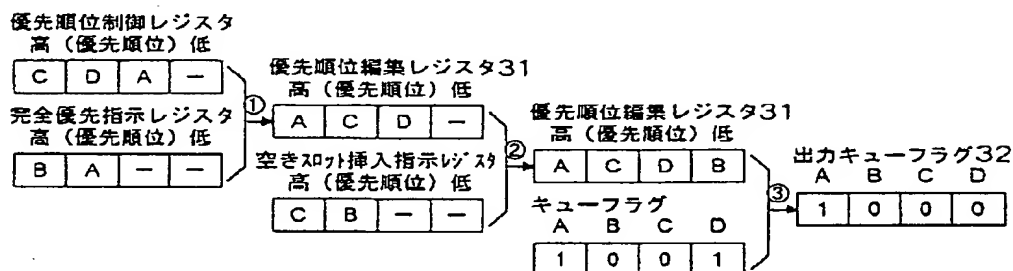 優先順位制御レジスタ
高（優先順位）低
C D A －
完全優先指示レジスタ
高（優先順位）低
B A － －
①
優先順位編集レジスタ31
高（優先順位）低
A C D －
空きスロット挿入指示レジスタ
高（優先順位）低
C B － －
②
優先順位編集レジスタ31
高（優先順位）低
A C D B
キューフラグ
A B C D
1 0 0 1
③
出力キューフラグ32
A B C D
1 0 0 0